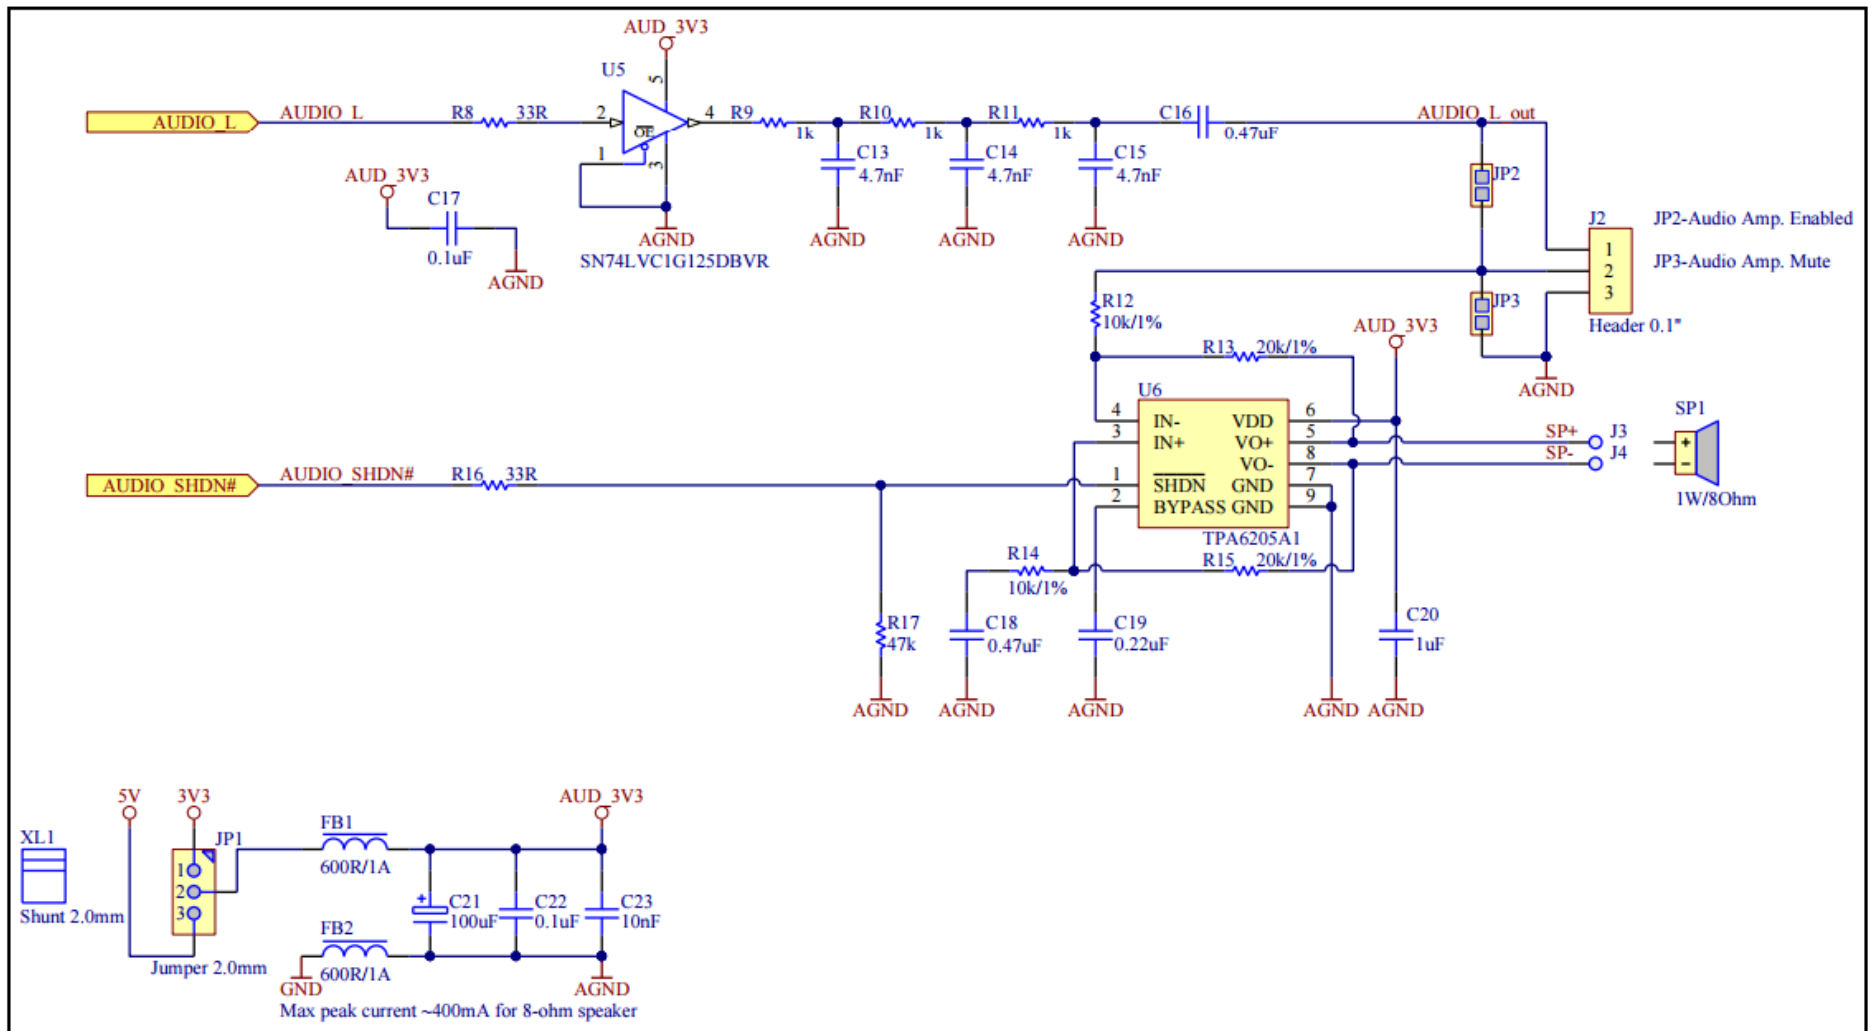 AUD_3V3
U5
5
AUDIO_L
AUDIO_L
R8
33R
2
OE
4
R9
1k
R10
1k
R11
1k
C16
0.47uF
AUDIO_L_out
1
3
C13
4.7nF
C14
4.7nF
C15
4.7nF
JP2
AUD_3V3
C17
0.1uF
AGND
AGND
SN74LVC1G125DBVR
AGND
AGND
AGND
J2
1
2
3
Header 0.1"
JP2-Audio Amp. Enabled
JP3-Audio Amp. Mute
JP3
AGND
R12
10k/1%
R13
20k/1%
AUD_3V3
U6
4
IN-
VDD
6
3
IN+
VO+
5
VO-
8
1
SHDN
GND
7
2
BYPASS
GND
9
TPA6205A1
SP+
J3
SP-
J4
SP1
+
-
1W/8Ohm
AUDIO_SHDN#
AUDIO_SHDN#
R16
33R
R14
10k/1%
R15
20k/1%
R17
47k
C18
0.47uF
C19
0.22uF
C20
1uF
AGND
AGND
AGND
AGND
AGND
5V
3V3
AUD_3V3
XL1
Shunt 2.0mm
JP1
1
2
3
Jumper 2.0mm
FB1
600R/1A
+
C21
100uF
C22
0.1uF
C23
10nF
FB2
600R/1A
GND
AGND
Max peak current ~400mA for 8-ohm speaker